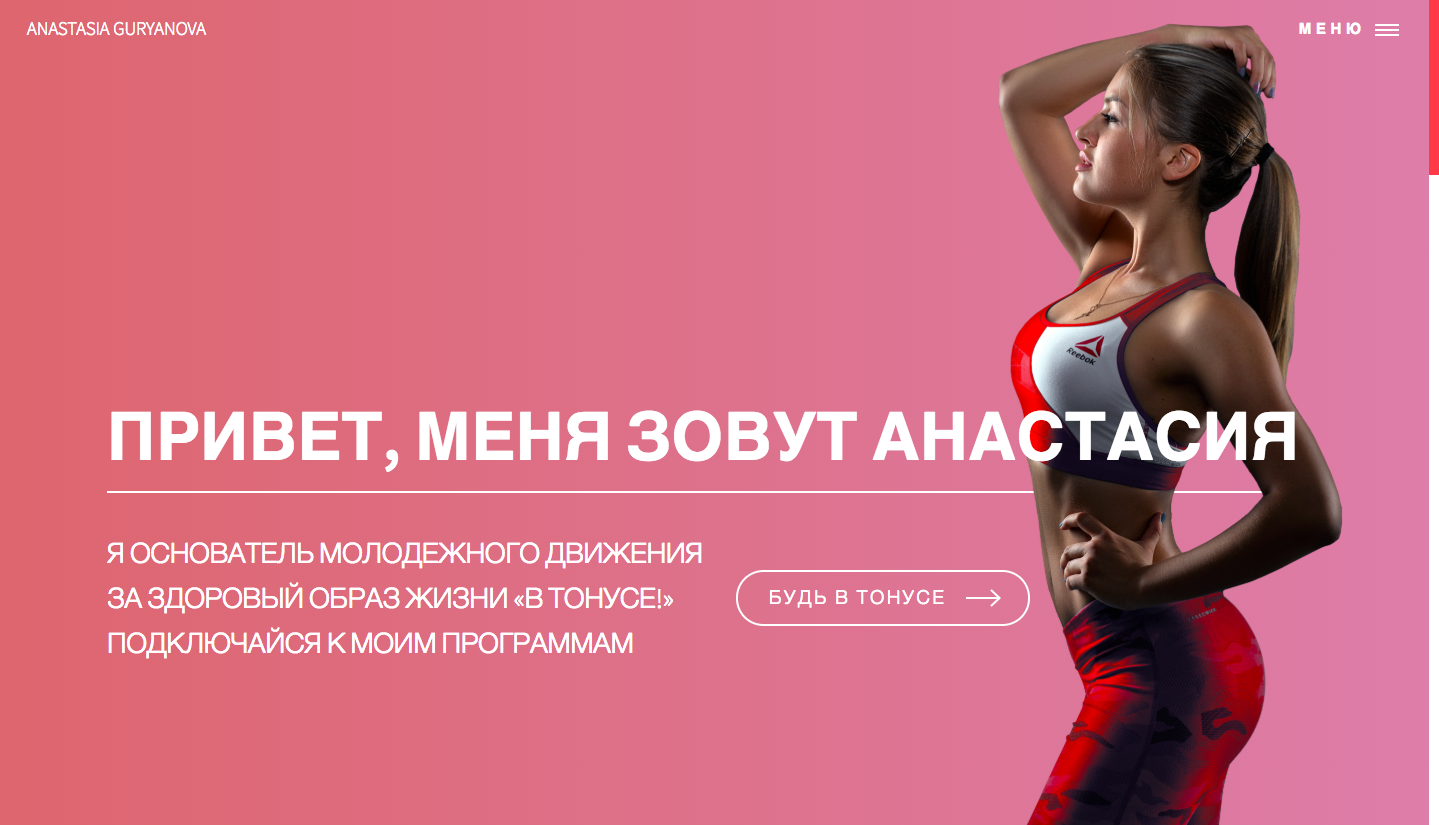 ANASTASIA GURYANOVA
МЕНЮ
Reebok
ПРИВЕТ, МЕНЯ ЗОВУТ АНАСТАСИЯ
Я ОСНОВАТЕЛЬ МОЛОДЕЖНОГО ДВИЖЕНИЯ
ЗА ЗДОРОВЫЙ ОБРАЗ ЖИЗНИ «В ТОНУСЕ!»
ПОДКЛЮЧАЙСЯ К МОИМ ПРОГРАММАМ
БУДЬ В ТОНУСЕ